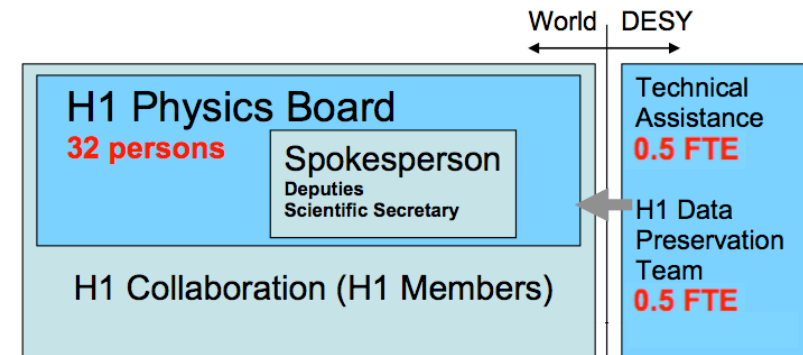 World DESY
H1 Physics Board
32 persons
Spokesperson
Deputies
Scientific Secretary
H1 Collaboration (H1 Members)
Technical
Assistance
0.5 FTE
H1 Data
Preservation
Team
0.5 FTE